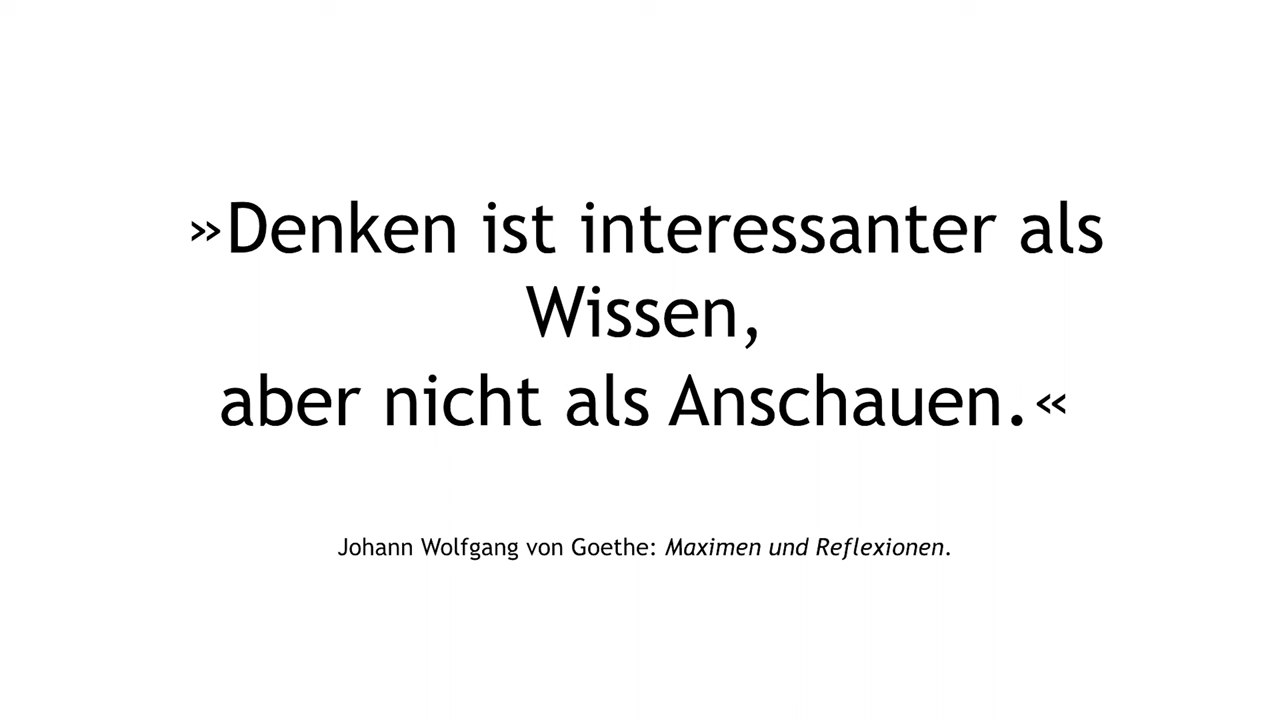 »Denken ist interessanter als
Wissen,
aber nicht als Anschauen.«
Johann Wolfgang von Goethe: Maximen und Reflexionen.